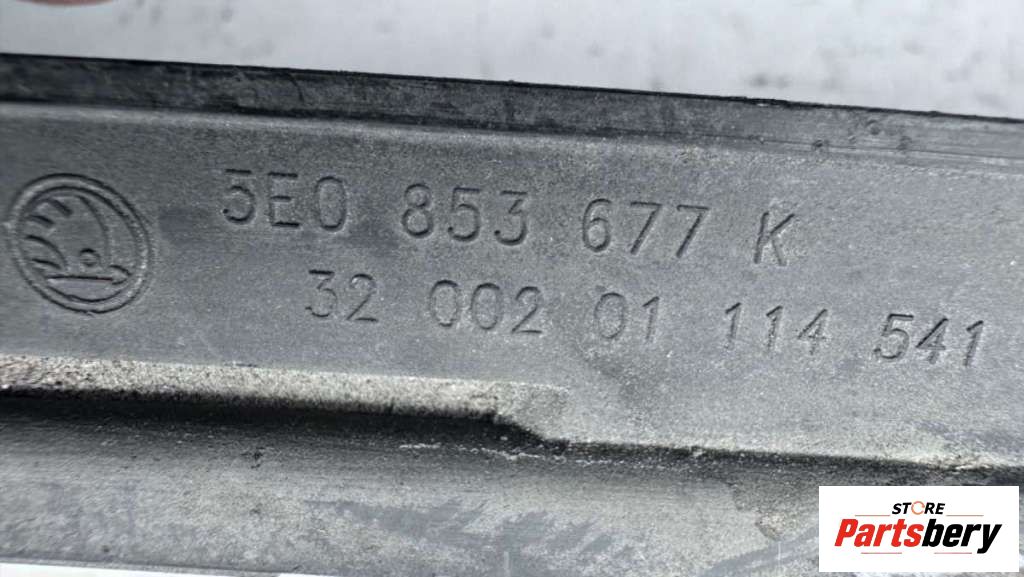 5E0 853 677 K
32 002 01 114 541
STORE
Partsbery